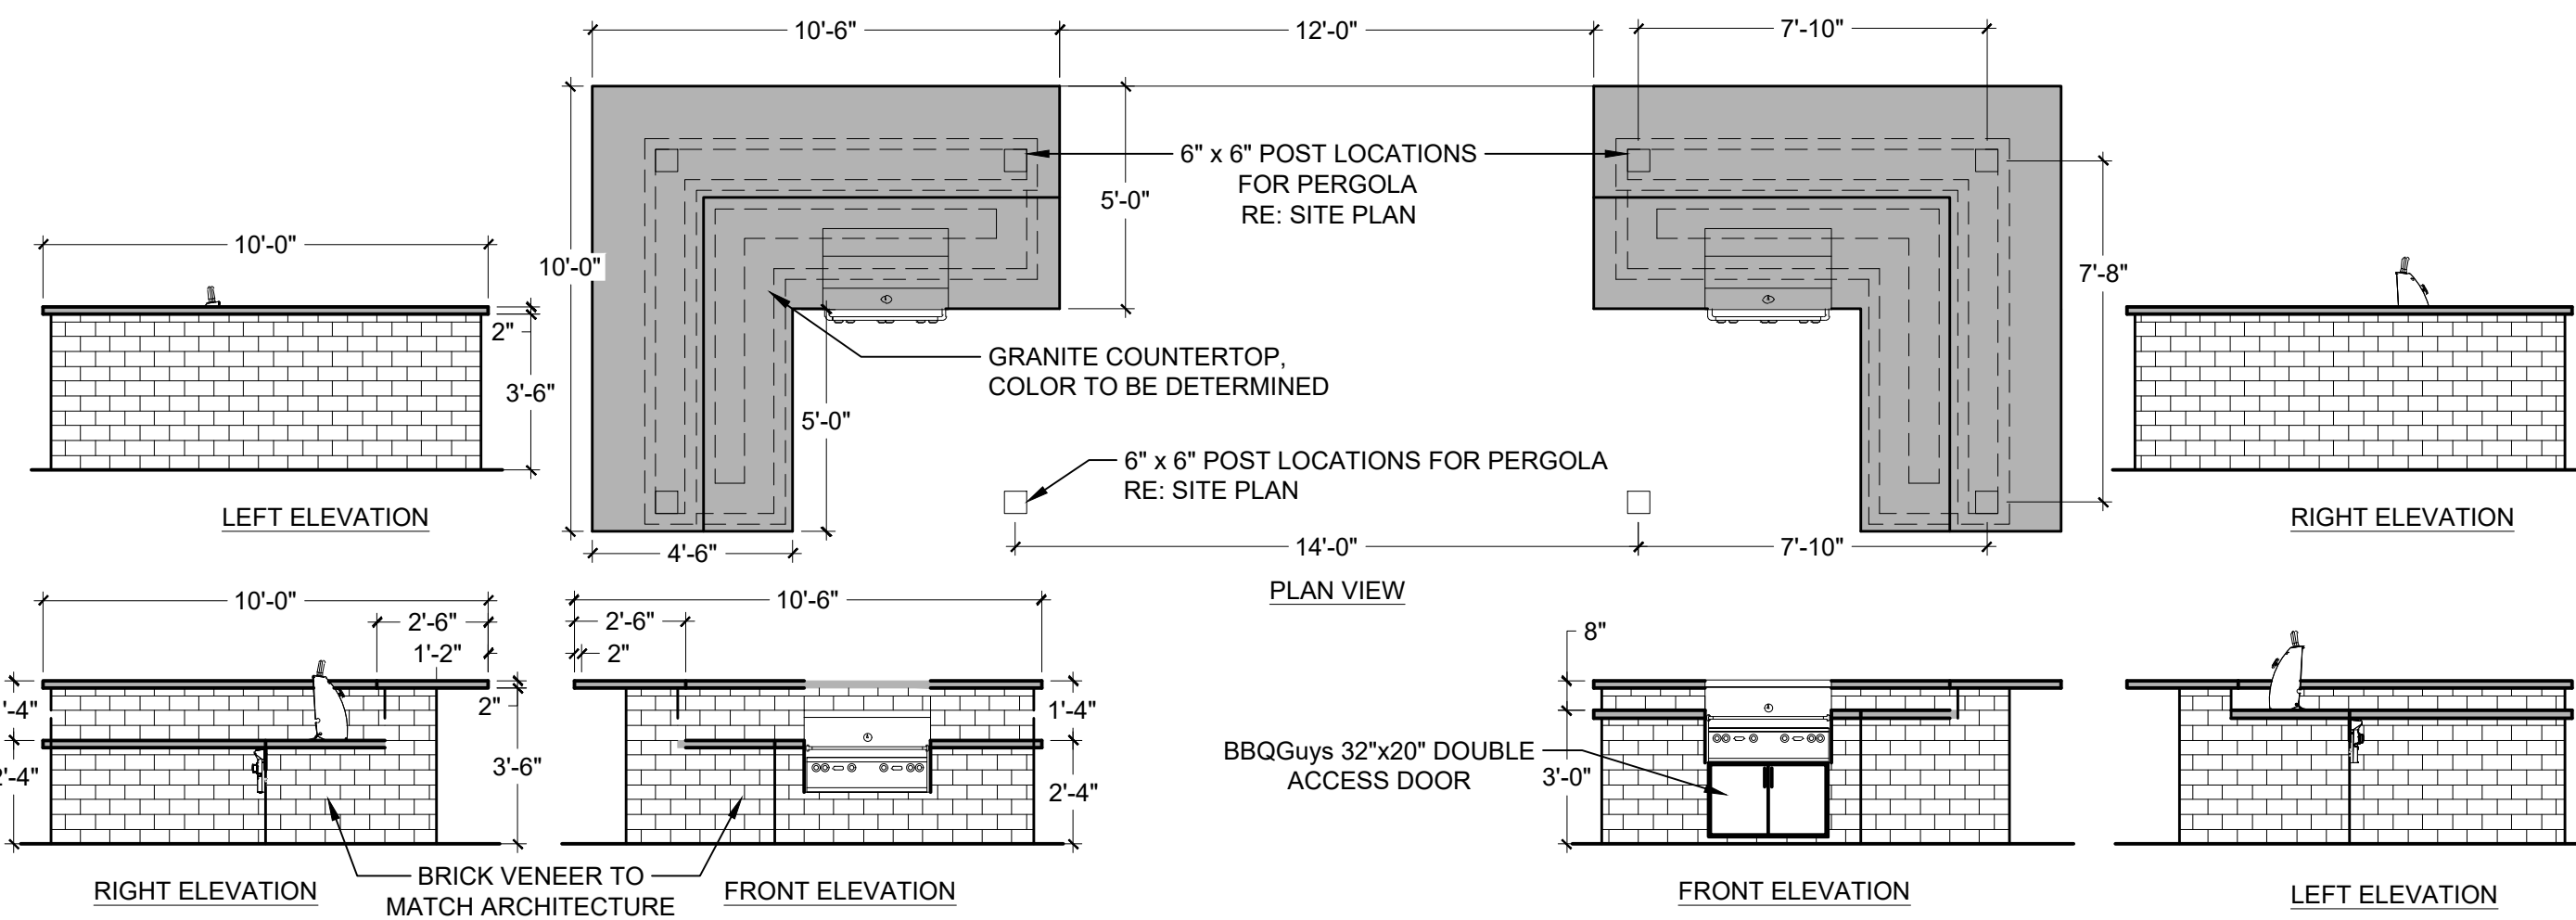 10'-6"
12'-0"
7'-10"
6" x 6" POST LOCATIONS
FOR PERGOLA
RE: SITE PLAN
5'-0"
10'-0"
10'-0"
7'-8"
2"
3'-6"
GRANITE COUNTERTOP,
COLOR TO BE DETERMINED
5'-0"
6" x 6" POST LOCATIONS FOR PERGOLA
RE: SITE PLAN
LEFT ELEVATION
RIGHT ELEVATION
4'-6"
14'-0"
7'-10"
PLAN VIEW
10'-0"
2'-6"
1'-2"
10'-6"
2'-6"
2"
8"
'-4"
2"
1'-4"
2'-4"
3'-6"
2'-4"
BBQGuys 32"x20" DOUBLE
ACCESS DOOR
3'-0"
BRICK VENEER TO
MATCH ARCHITECTURE
RIGHT ELEVATION
FRONT ELEVATION
FRONT ELEVATION
LEFT ELEVATION